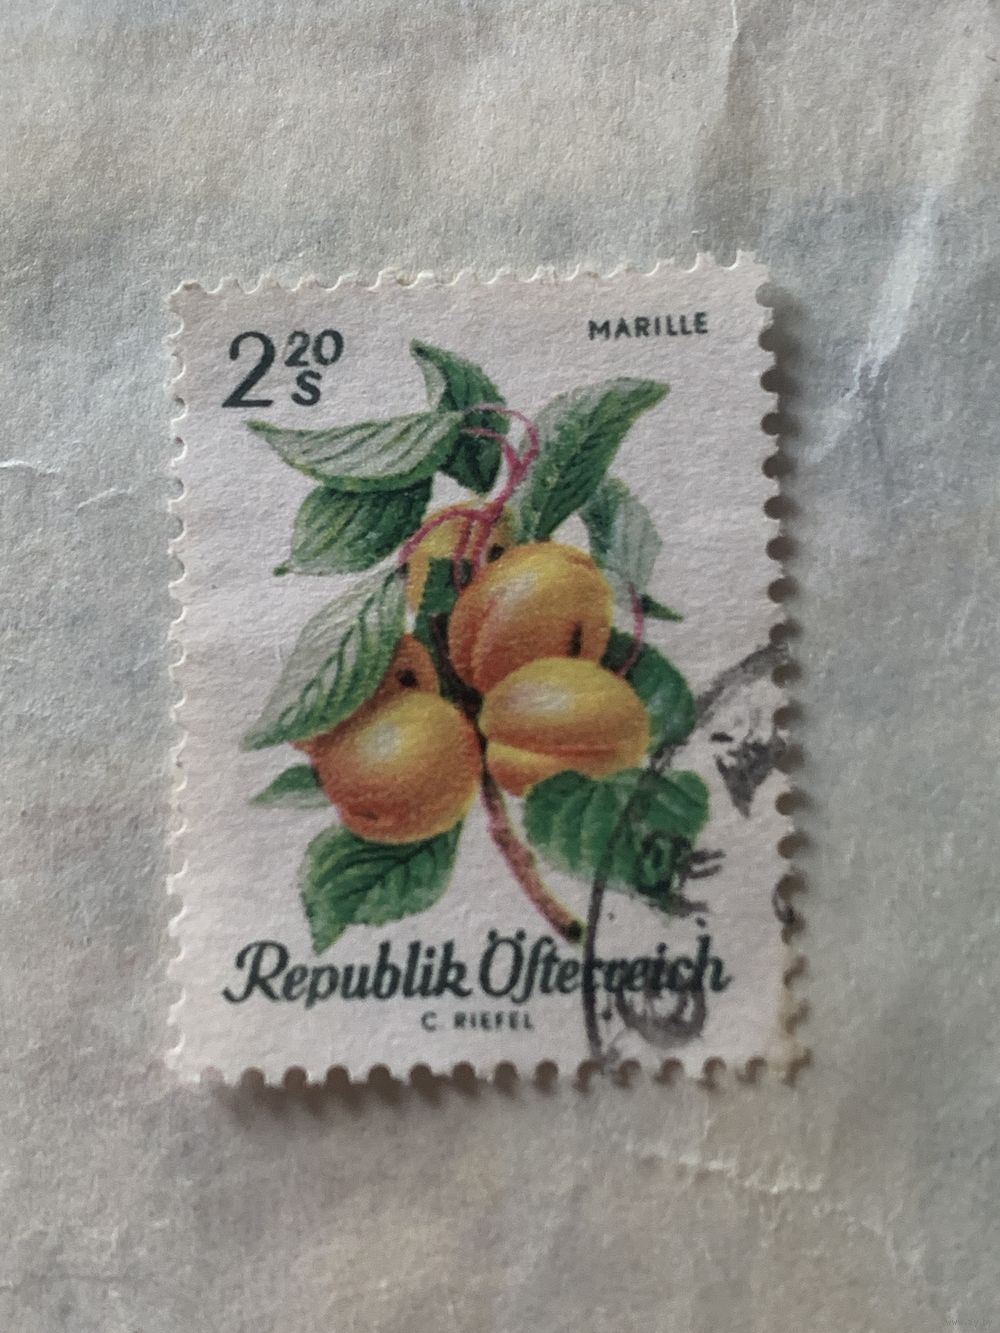 2 20 S
MARILLE
Republik Öſterreich
C. RIEFEL